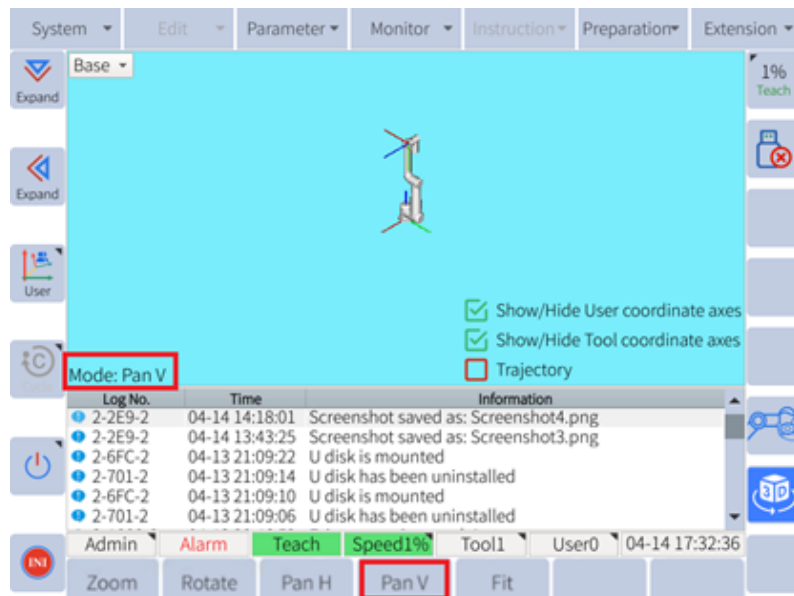 System Edit Parameter Monitor Instruction Preparation Extension
Base
1%
Teach
Expand
Expand
User
Show/Hide User coordinate axes
Show/Hide Tool coordinate axes
Trajectory
Mode: Pan V
Log No. Time Information
2-2E9-2 04-14 14:18:01 Screenshot saved as: Screenshot4.png
2-2E9-2 04-14 13:43:25 Screenshot saved as: Screenshot3.png
2-6FC-2 04-13 21:09:22 U disk is mounted
2-701-2 04-13 21:09:14 U disk has been uninstalled
2-6FC-2 04-13 21:09:10 U disk is mounted
2-701-2 04-13 21:09:06 U disk has been uninstalled
Admin Alarm Teach Speed1% Tool1 User0 04-14 17:32:36
INI
3D
Zoom Rotate Pan H Pan V Fit